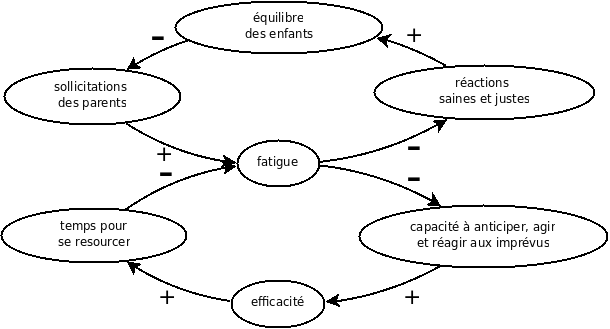 équilibre
des enfants
-
+
sollicitations
des parents
réactions
saines et justes
+
-
fatigue
-
-
temps pour
se resourcer
capacité à anticiper, agir
et réagir aux imprévus
+
+
efficacité